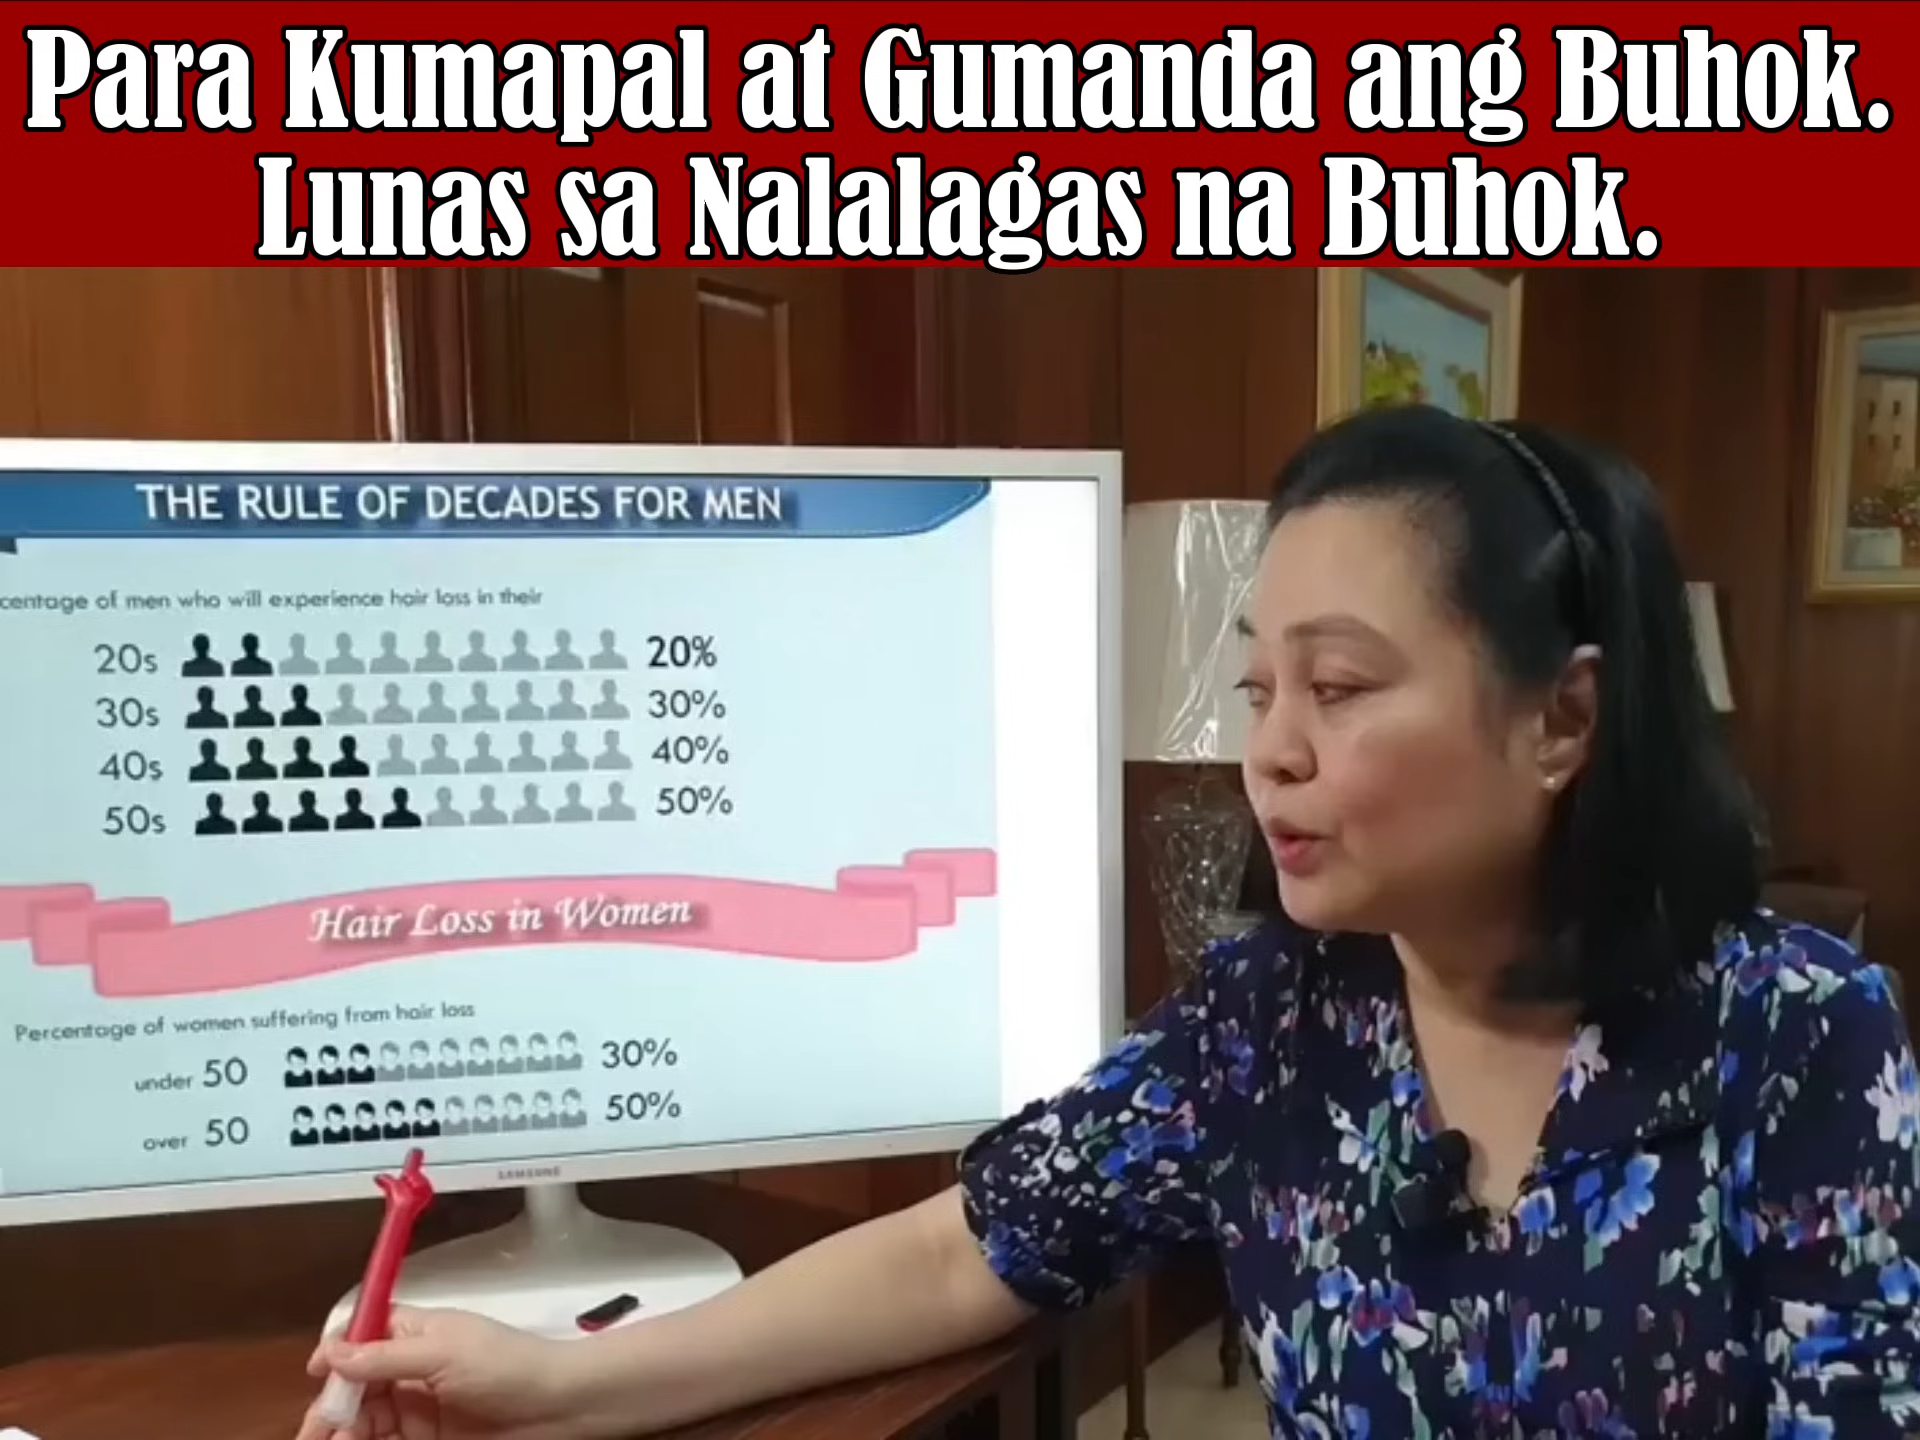 Para Kumapal at Gumanda ang Buhok.
Lunas sa Nalalagas na Buhok.
THE RULE OF DECADES FOR MEN
centage of men who will experience hair loss in their
20s 20%
30s 30%
40s 40%
50s 50%
Hair Loss in Women
Percentage of women suffering from hair loss
under 50 30%
over 50 50%
SAMSUNG